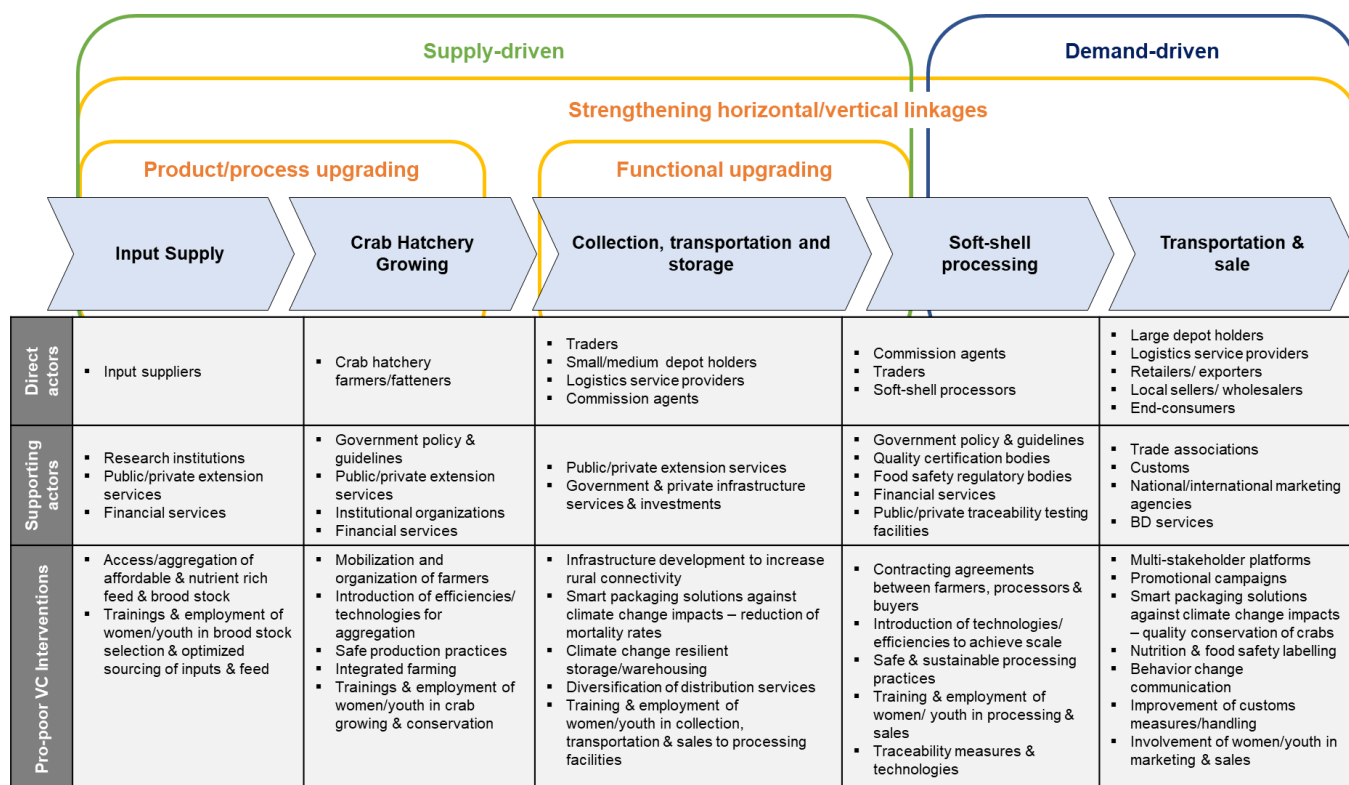 Supply-driven
Demand-driven
Strengthening horizontal/vertical linkages
Product/process upgrading
Functional upgrading
Input Supply
Crab Hatchery
Growing
Collection, transportation and
storage
Soft-shell
processing
Transportation &
sale
Direct
actors
▪ Input suppliers
▪ Crab hatchery
farmers/fatteners
▪ Traders
▪ Small/medium depot holders
▪ Logistics service providers
▪ Commission agents
▪ Commission agents
▪ Traders
▪ Soft-shell processors
▪ Large depot holders
▪ Logistics service providers
▪ Retailers/ exporters
▪ Local sellers/ wholesalers
▪ End-consumers
Supporting
actors
▪ Research institutions
▪ Public/private extension
services
▪ Financial services
▪ Government policy &
guidelines
▪ Public/private extension
services
▪ Institutional organizations
▪ Financial services
▪ Public/private extension services
▪ Government & private infrastructure
services & investments
▪ Government policy & guidelines
▪ Quality certification bodies
▪ Food safety regulatory bodies
▪ Financial services
▪ Public/private traceability testing
facilities
▪ Trade associations
▪ Customs
▪ National/international marketing
agencies
▪ BD services
Pro-poor VC Interventions
▪ Access/aggregation of
affordable & nutrient rich
feed & brood stock
▪ Trainings & employment of
women/youth in brood stock
selection & optimized
sourcing of inputs & feed
▪ Mobilization and
organization of farmers
▪ Introduction of efficiencies/
technologies for
aggregation
▪ Safe production practices
▪ Integrated farming
▪ Trainings & employment of
women/youth in crab
growing & conservation
▪ Infrastructure development to increase
rural connectivity
▪ Smart packaging solutions against
climate change impacts – reduction of
mortality rates
▪ Climate change resilient
storage/warehousing
▪ Diversification of distribution services
▪ Training & employment of
women/youth in collection,
transportation & sales to processing
facilities
▪ Contracting agreements
between farmers, processors &
buyers
▪ Introduction of technologies/
efficiencies to achieve scale
▪ Safe & sustainable processing
practices
▪ Training & employment of
women/ youth in processing &
sales
▪ Traceability measures &
technologies
▪ Multi-stakeholder platforms
▪ Promotional campaigns
▪ Smart packaging solutions
against climate change impacts
– quality conservation of crabs
▪ Nutrition & food safety labelling
▪ Behavior change
communication
▪ Improvement of customs
measures/handling
▪ Involvement of women/youth in
marketing & sales